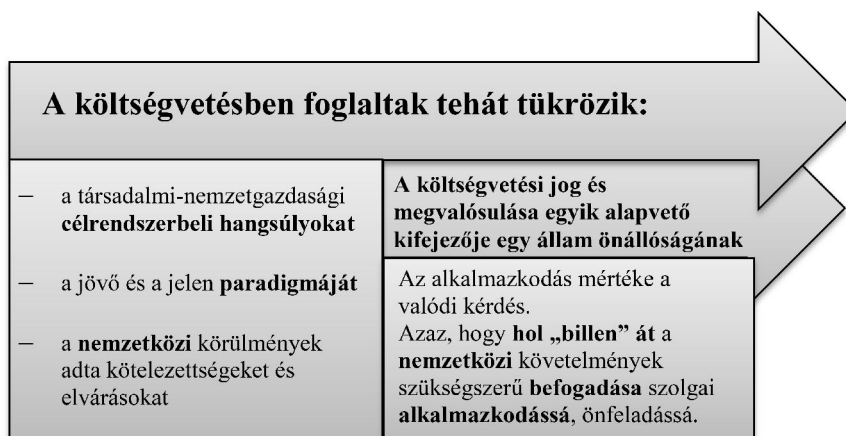 A költségvetésben foglaltak tehát tükrözik:
– a társadalmi-nemzetgazdasági
célrendszerbeli hangsúlyokat
– a jövő és a jelen paradigmáját
– a nemzetközi körülmények
adta kötelezettségeket és
elvárásokat
A költségvetési jog és
megvalósulása egyik alapvető
kifejezője egy állam önállóságának
Az alkalmazkodás mértéke a
valódi kérdés.
Azaz, hogy hol „billen” át a
nemzetközi követelmények
szükségszerű befogadása szolgai
alkalmazkodássá, önfeladássá.